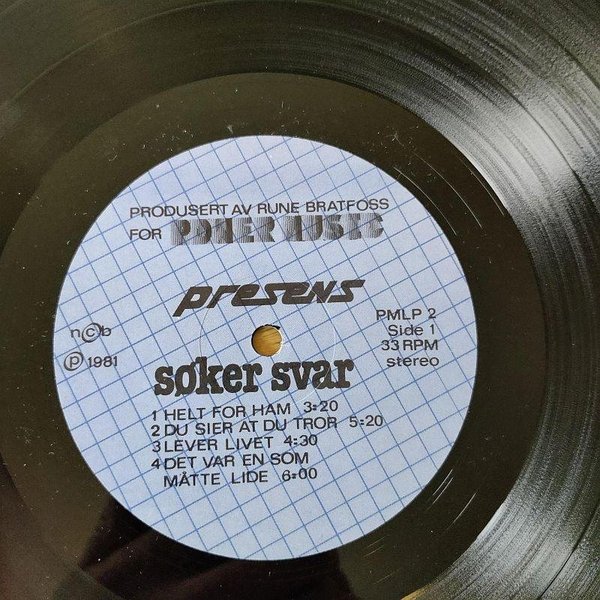 PRODUSERT AV RUNE BRATFOSS
FOR POWER MUSIC
presens
PMLP 2
Side 1
33 RPM
stereo
ncb
℗ 1981
søker svar
1 HELT FOR HAM 3:20
2 DU SIER AT DU TROR 5:20
3 LEVER LIVET 4:30
4 DET VAR EN SOM
MÅTTE LIDE 6:00